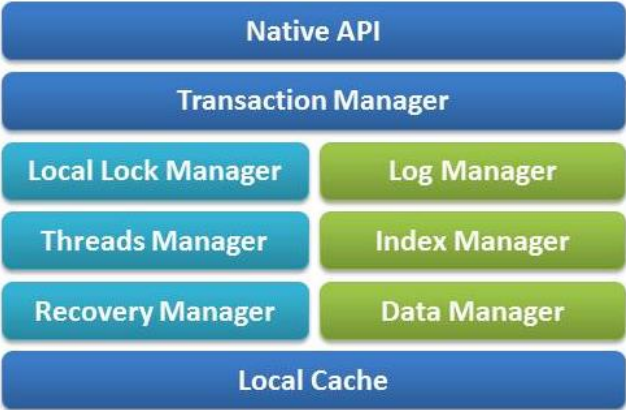 Native API
Transaction Manager
Local Lock Manager
Log Manager
Threads Manager
Index Manager
Recovery Manager
Data Manager
Local Cache